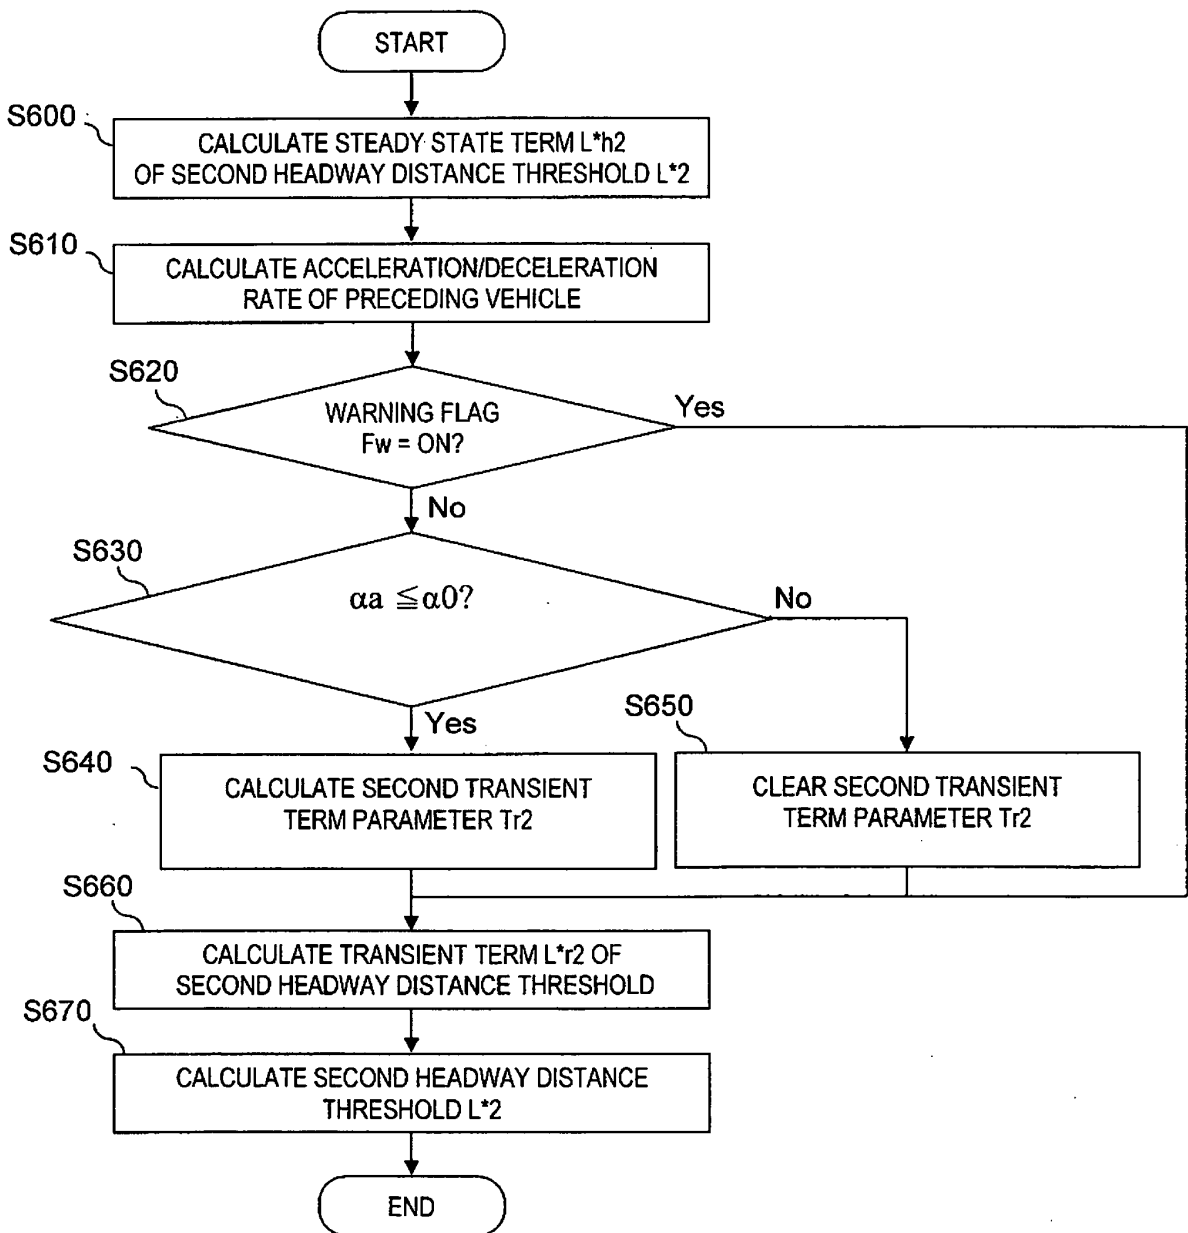 START
S600
CALCULATE STEADY STATE TERM L*h2
OF SECOND HEADWAY DISTANCE THRESHOLD L*2
S610
CALCULATE ACCELERATION/DECELERATION
RATE OF PRECEDING VEHICLE
S620
WARNING FLAG
Fw = ON?
Yes
No
S630
αa ≦ α0?
No
Yes
S640
CALCULATE SECOND TRANSIENT
TERM PARAMETER Tr2
S650
CLEAR SECOND TRANSIENT
TERM PARAMETER Tr2
S660
CALCULATE TRANSIENT TERM L*r2 OF
SECOND HEADWAY DISTANCE THRESHOLD
S670
CALCULATE SECOND HEADWAY DISTANCE
THRESHOLD L*2
END